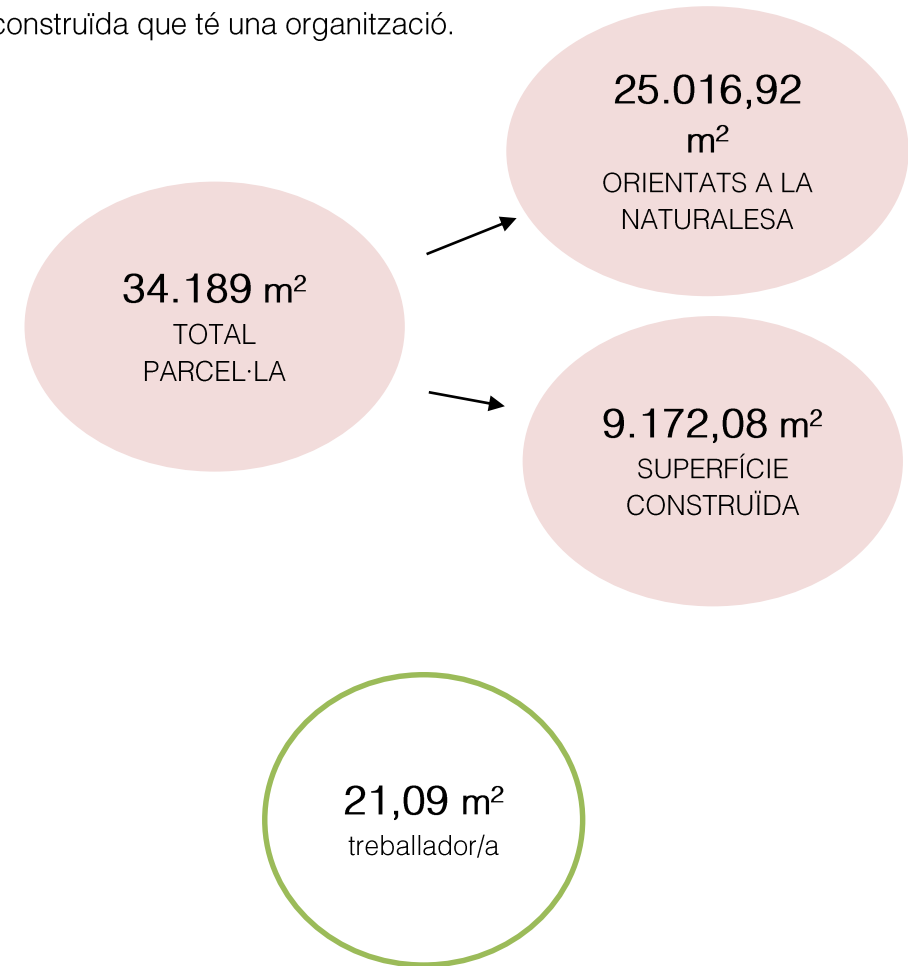 construïda que té una organització.
25.016,92
m²
ORIENTATS A LA
NATURALESA
34.189 m²
TOTAL
PARCEL·LA
9.172,08 m²
SUPERFÍCIE
CONSTRUÏDA
21,09 m²
treballador/a